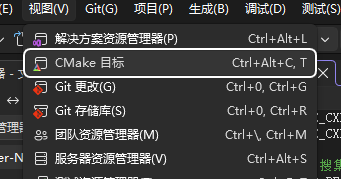 视图(V) Git(G) 项目(P) 生成(B) 调试(D) 测试(S)
解决方案资源管理器(P) Ctrl+Alt+L
CMake 目标 Ctrl+Alt+C, T
Git 更改(G) Ctrl+0, G
Git 存储库(S) Ctrl+0, R
团队资源管理器(M) Ctrl+\, Ctrl+M
服务器资源管理器(V) Ctrl+Alt+S